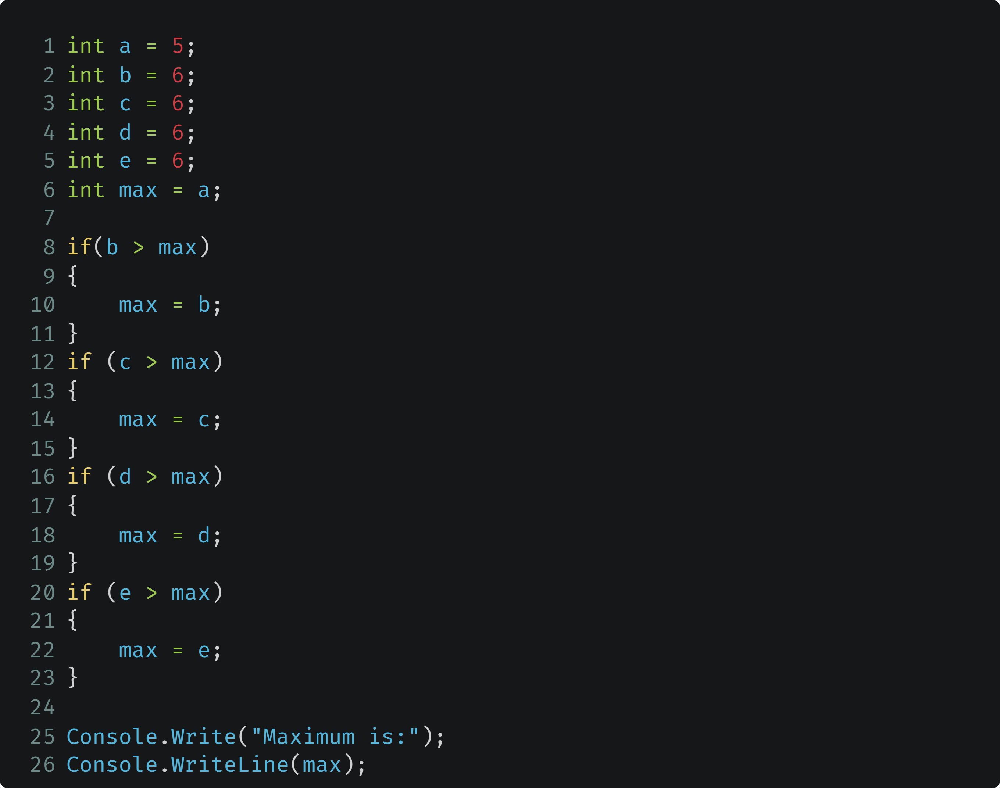 1 int a = 5;
2 int b = 6;
3 int c = 6;
4 int d = 6;
5 int e = 6;
6 int max = a;
7
8 if(b > max)
9 {
10     max = b;
11 }
12 if (c > max)
13 {
14     max = c;
15 }
16 if (d > max)
17 {
18     max = d;
19 }
20 if (e > max)
21 {
22     max = e;
23 }
24
25 Console.Write("Maximum is:");
26 Console.WriteLine(max);